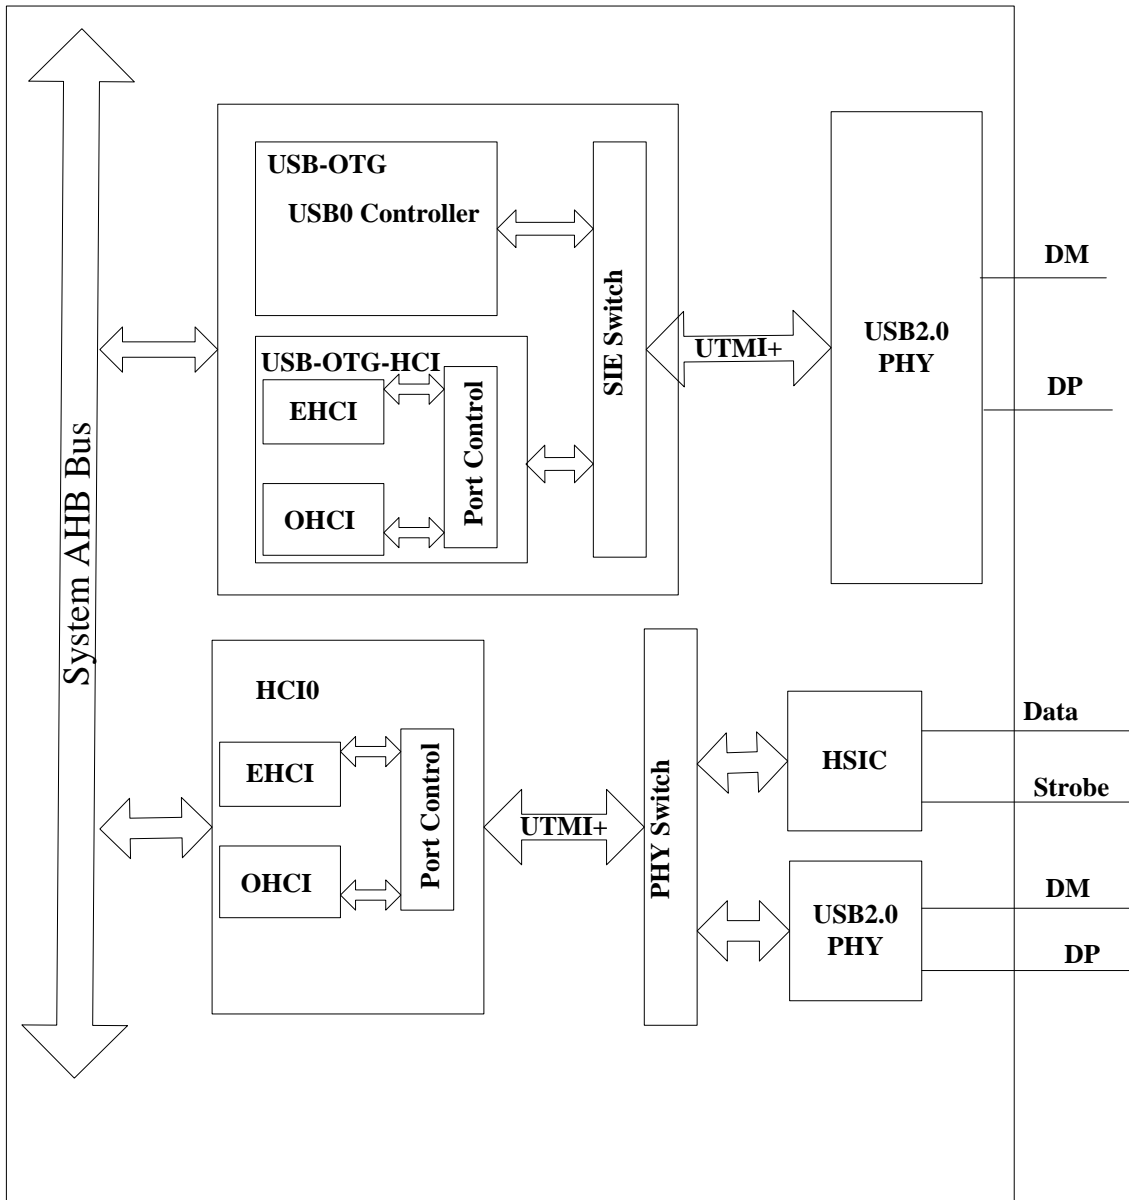 System AHB Bus
USB-OTG
USB0 Controller
USB-OTG-HCI
EHCI
OHCI
Port Control
SIE Switch
UTMI+
USB2.0
PHY
DM
DP
HCI0
EHCI
OHCI
Port Control
UTMI+
PHY Switch
HSIC
Data
Strobe
USB2.0
PHY
DM
DP